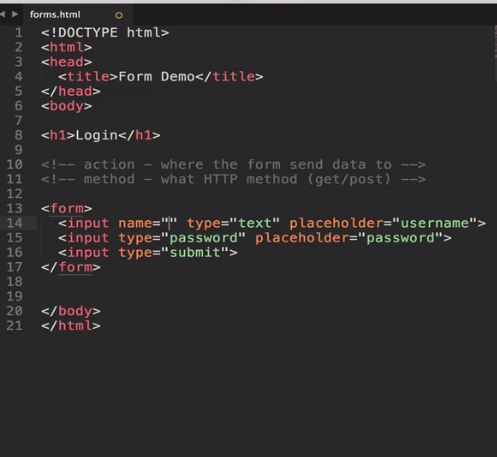 forms.html
1 <!DOCTYPE html>
2 <html>
3 <head>
4 <title>Form Demo</title>
5 </head>
6 <body>
7
8 <h1>Login</h1>
9
10 <!-- action - where the form send data to -->
11 <!-- method - what HTTP method (get/post) -->
12
13 <form>
14 <input name="" type="text" placeholder="username">
15 <input type="password" placeholder="password">
16 <input type="submit">
17 </form>
18
19
20 </body>
21 </html>